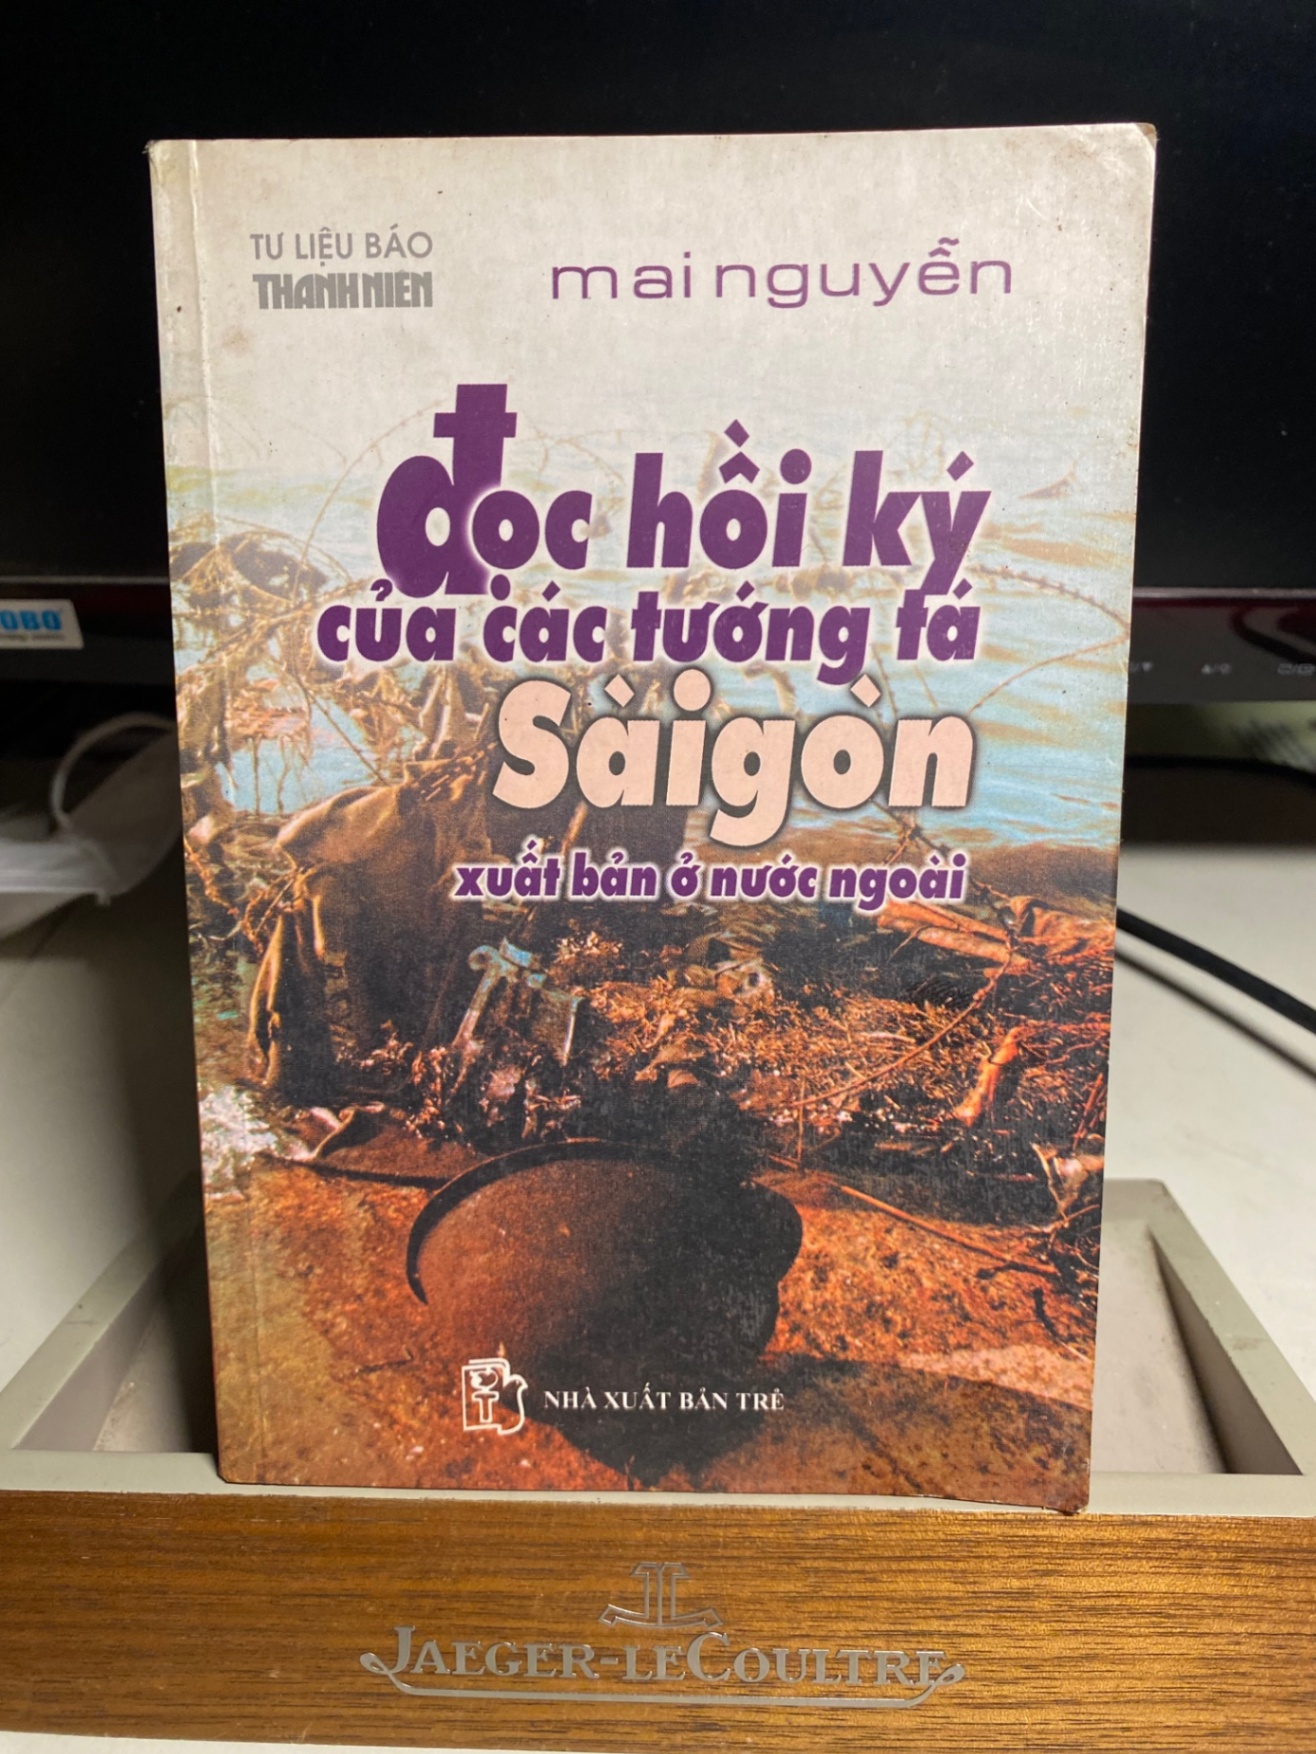 TƯ LIỆU BÁO
THANH NIÊN
mai nguyễn
đọc hồi ký
của các tướng tá
Sàigòn
xuất bản ở nước ngoài
NHÀ XUẤT BẢN TRẺ
JAEGER-LECOULTRE